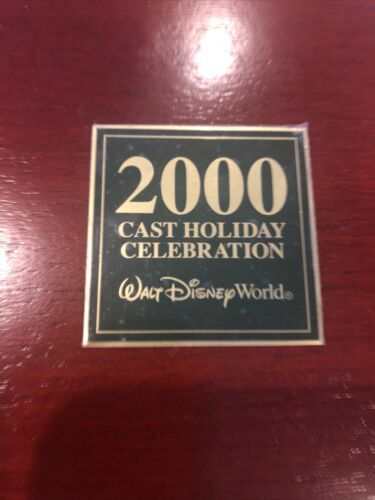 2000
CAST HOLIDAY
CELEBRATION
WALT DISNEY World®